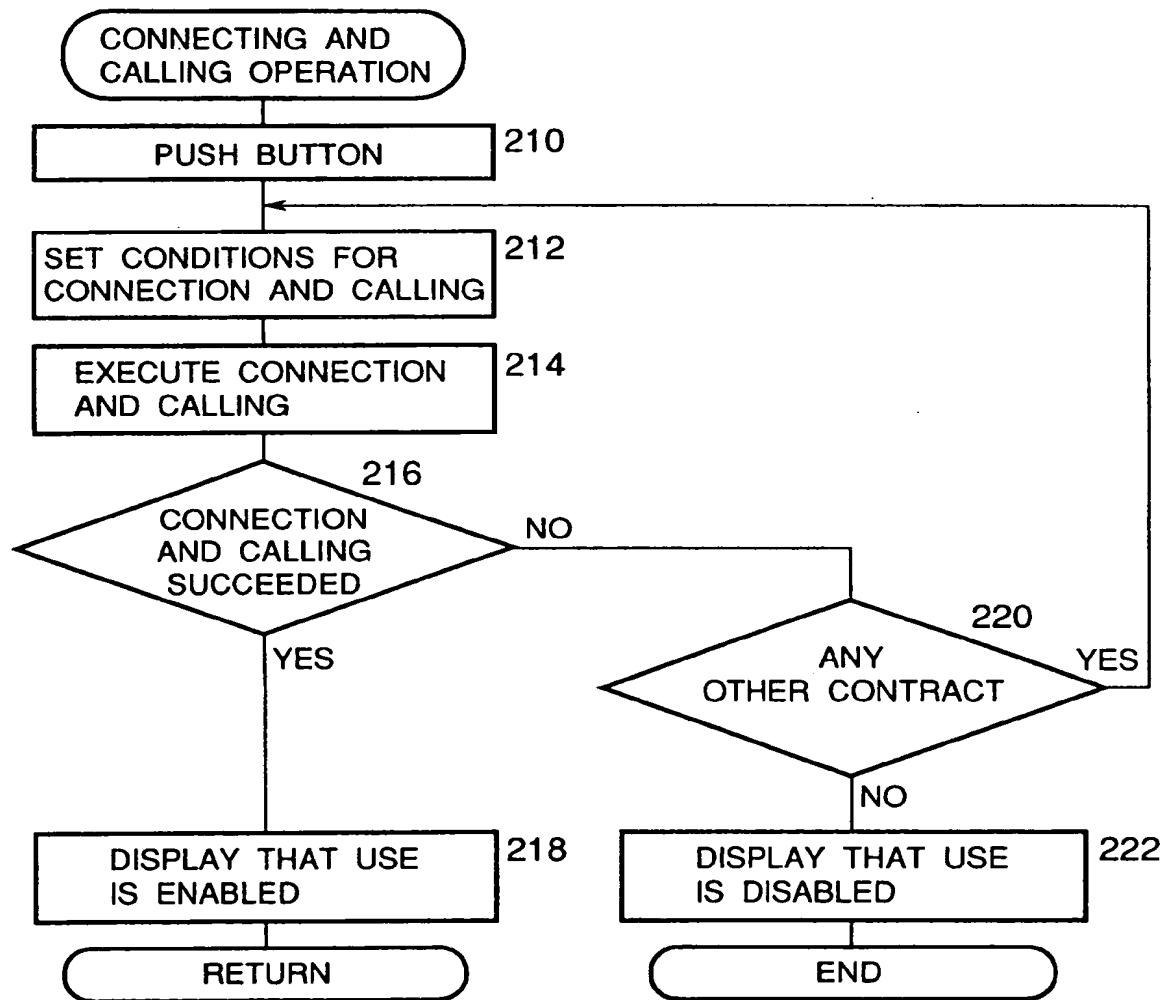 CONNECTING AND
CALLING OPERATION
PUSH BUTTON
210
SET CONDITIONS FOR
CONNECTION AND CALLING
212
EXECUTE CONNECTION
AND CALLING
214
216
CONNECTION
AND CALLING
SUCCEEDED
NO
YES
220
ANY
OTHER CONTRACT
YES
NO
DISPLAY THAT USE
IS ENABLED
218
DISPLAY THAT USE
IS DISABLED
222
RETURN
END